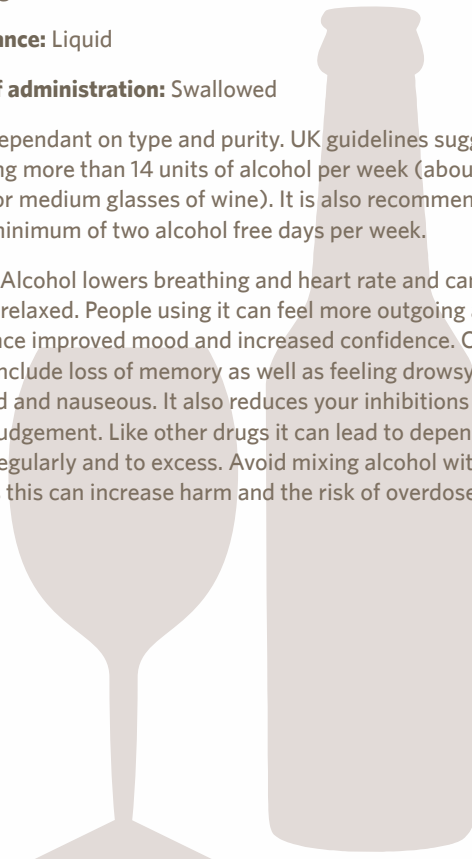 ance: Liquid
f administration: Swallowed
ependant on type and purity. UK guidelines sugg
ng more than 14 units of alcohol per week (abou
or medium glasses of wine). It is also recommen
minimum of two alcohol free days per week.
Alcohol lowers breathing and heart rate and can
relaxed. People using it can feel more outgoing a
nce improved mood and increased confidence. O
nclude loss of memory as well as feeling drowsy
d and nauseous. It also reduces your inhibitions
udgement. Like other drugs it can lead to depen
egularly and to excess. Avoid mixing alcohol wit
this can increase harm and the risk of overdose